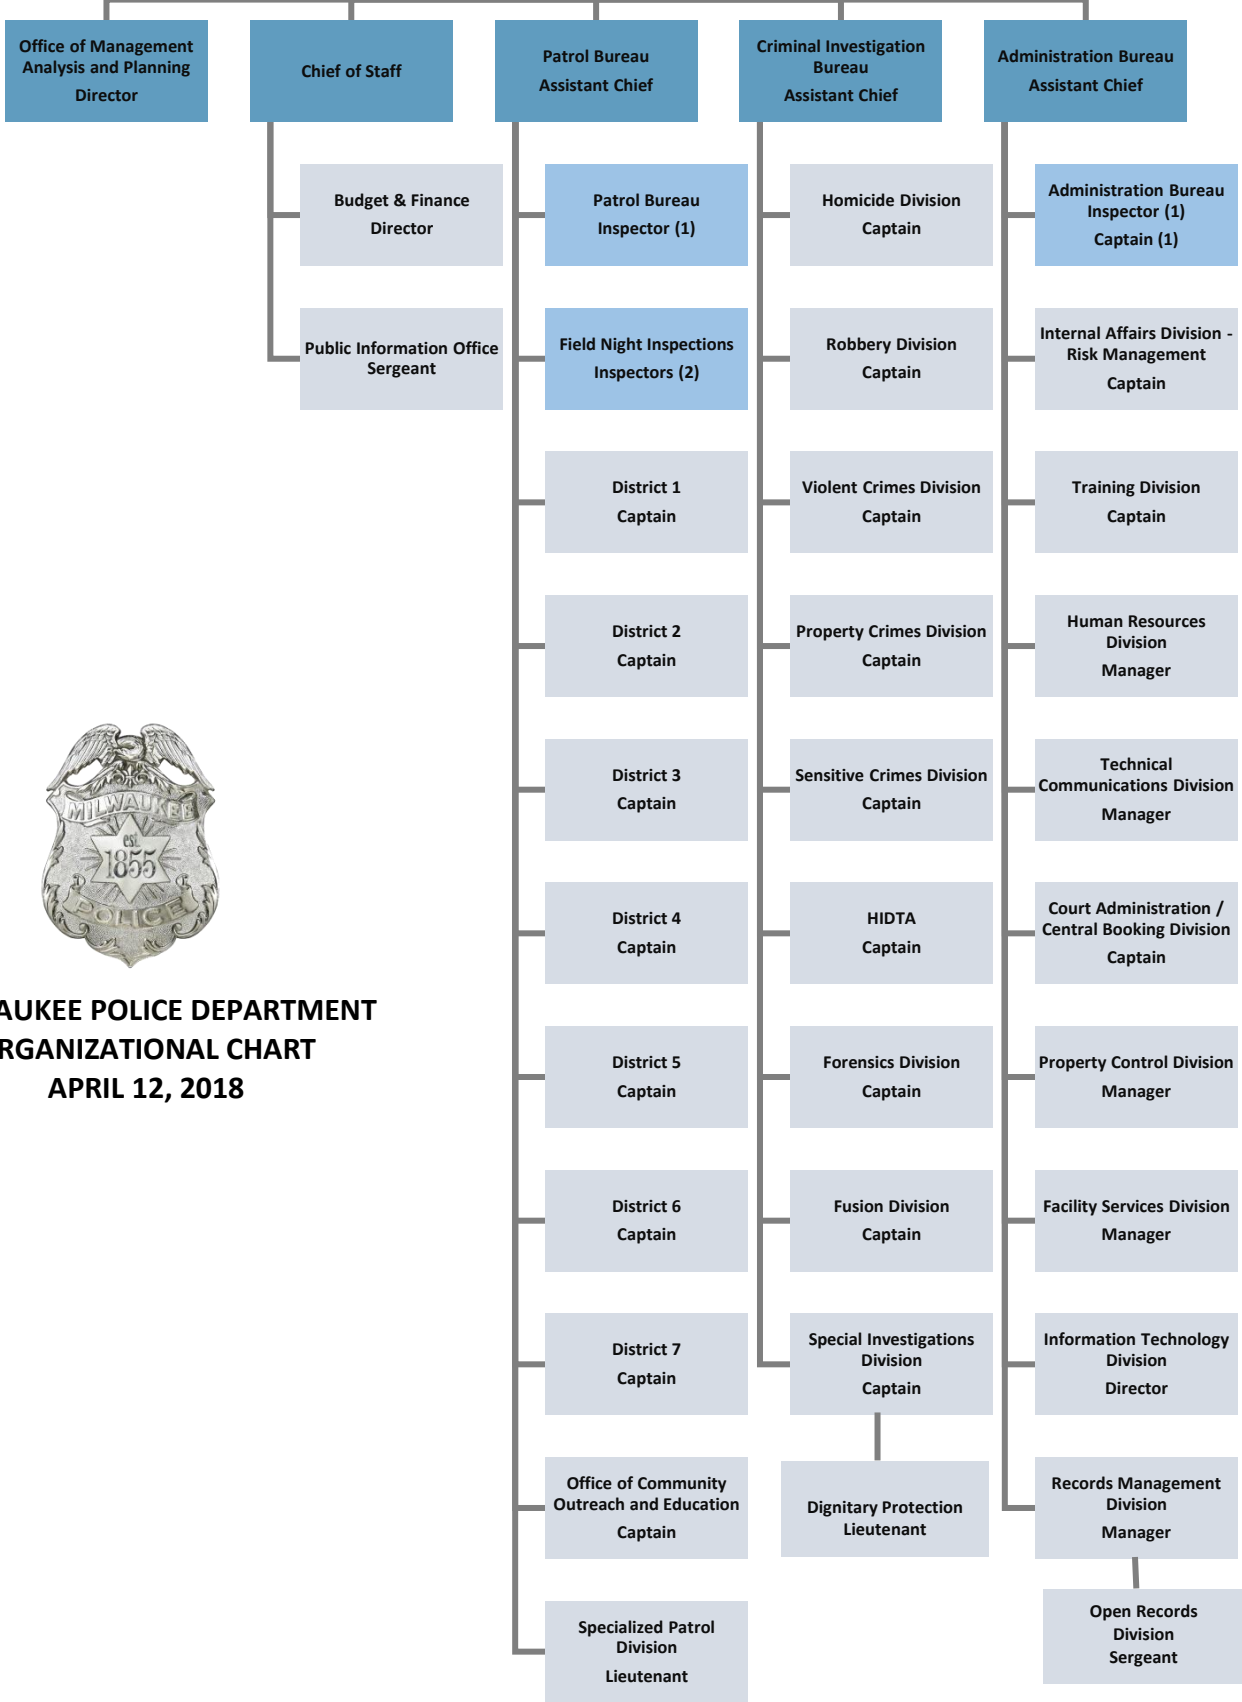 Office of Management
Analysis and Planning
Director
Chief of Staff
Patrol Bureau
Assistant Chief
Criminal Investigation
Bureau
Assistant Chief
Administration Bureau
Assistant Chief
Budget & Finance
Director
Public Information Office
Sergeant
Patrol Bureau
Inspector (1)
Field Night Inspections
Inspectors (2)
District 1
Captain
District 2
Captain
District 3
Captain
District 4
Captain
District 5
Captain
District 6
Captain
District 7
Captain
Office of Community
Outreach and Education
Captain
Specialized Patrol
Division
Lieutenant
Homicide Division
Captain
Robbery Division
Captain
Violent Crimes Division
Captain
Property Crimes Division
Captain
Sensitive Crimes Division
Captain
HIDTA
Captain
Forensics Division
Captain
Fusion Division
Captain
Special Investigations
Division
Captain
Dignitary Protection
Lieutenant
Administration Bureau
Inspector (1)
Captain (1)
Internal Affairs Division -
Risk Management
Captain
Training Division
Captain
Human Resources
Division
Manager
Technical
Communications Division
Manager
Court Administration /
Central Booking Division
Captain
Property Control Division
Manager
Facility Services Division
Manager
Information Technology
Division
Director
Records Management
Division
Manager
Open Records
Division
Sergeant
MILWAUKEE
est.
1855
POLICE
AUKEE POLICE DEPARTMENT
RGANIZATIONAL CHART
APRIL 12, 2018